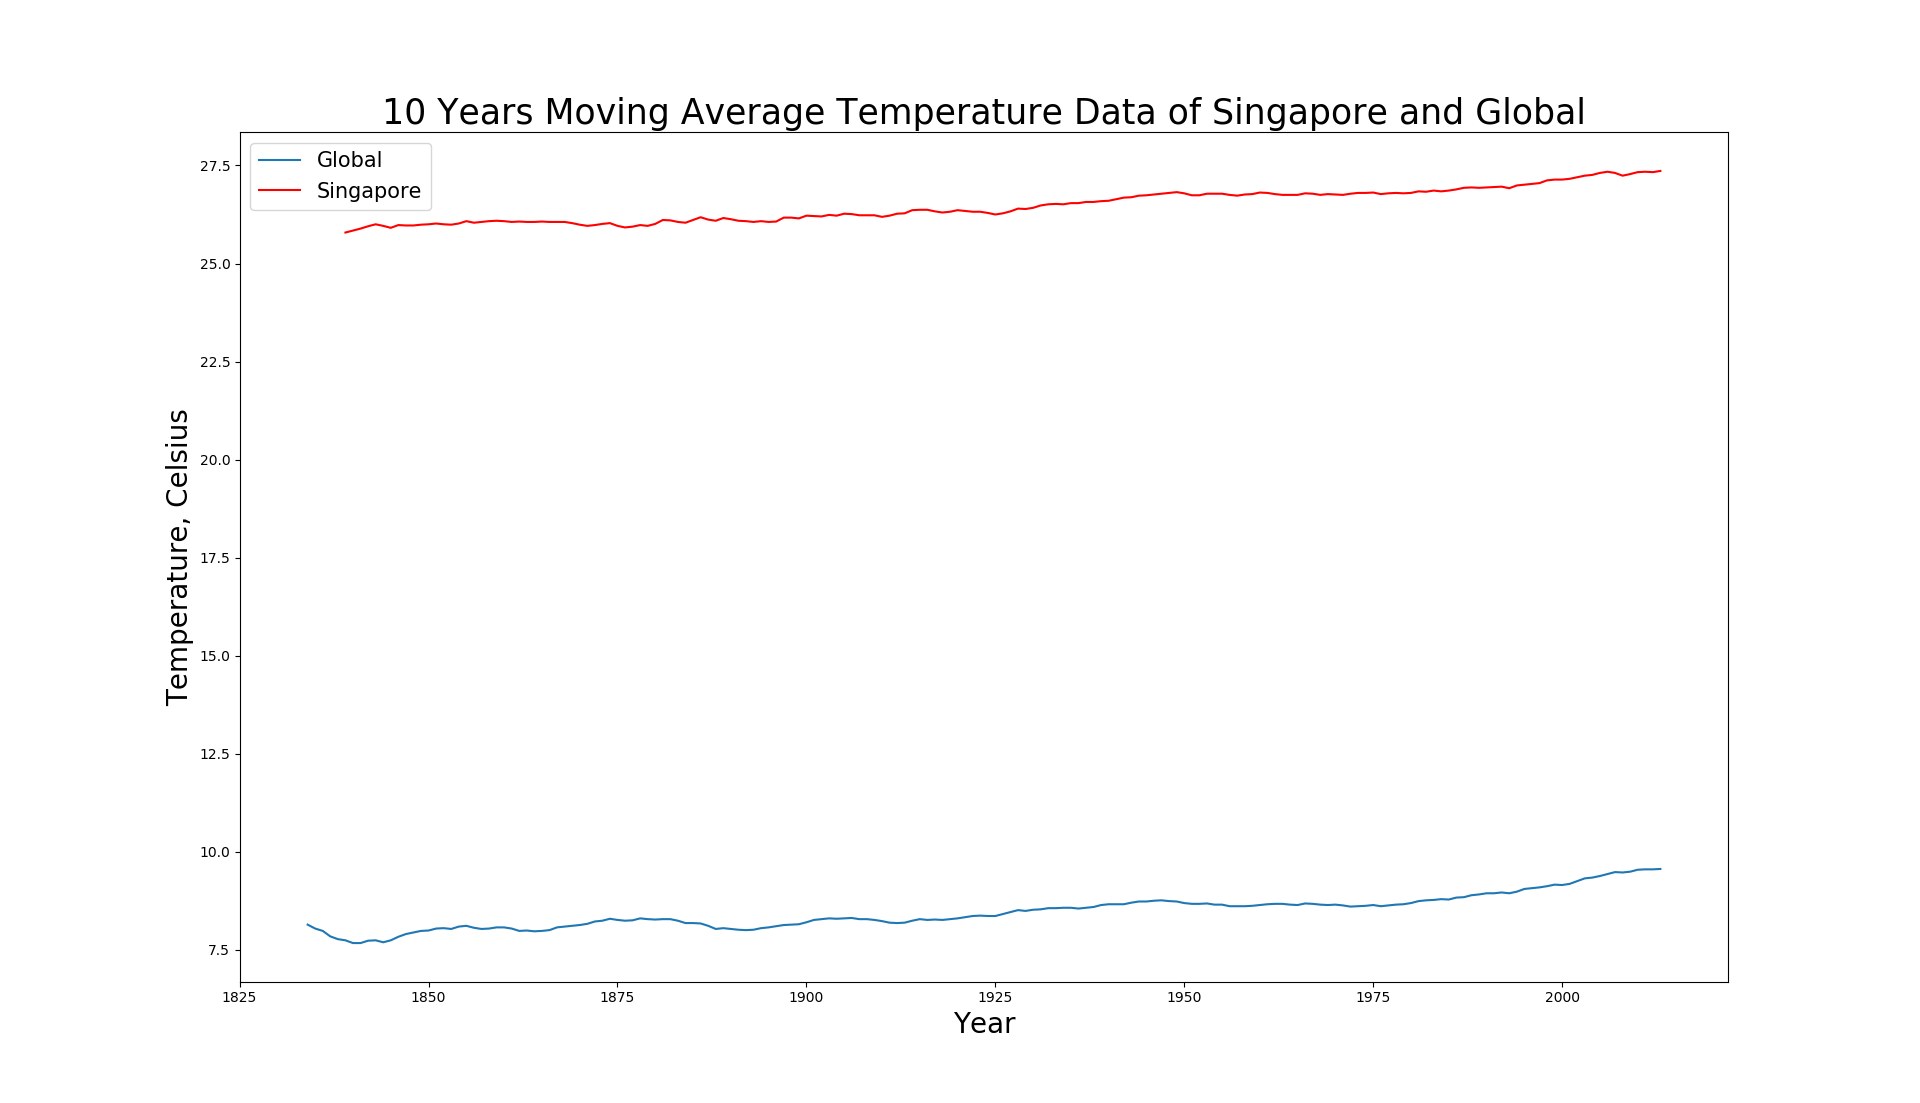 10 Years Moving Average Temperature Data of Singapore and Global
Global
Singapore
27.5
25.0
22.5
20.0
17.5
15.0
12.5
10.0
7.5
Temperature, Celsius
1825 1850 1875 1900 1925 1950 1975 2000
Year